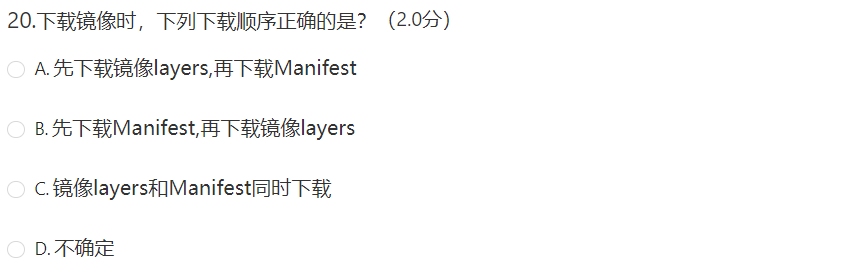 20.下载镜像时，下列下载顺序正确的是？（2.0分）
A. 先下载镜像layers,再下载Manifest
B. 先下载Manifest,再下载镜像layers
C. 镜像layers和Manifest同时下载
D. 不确定